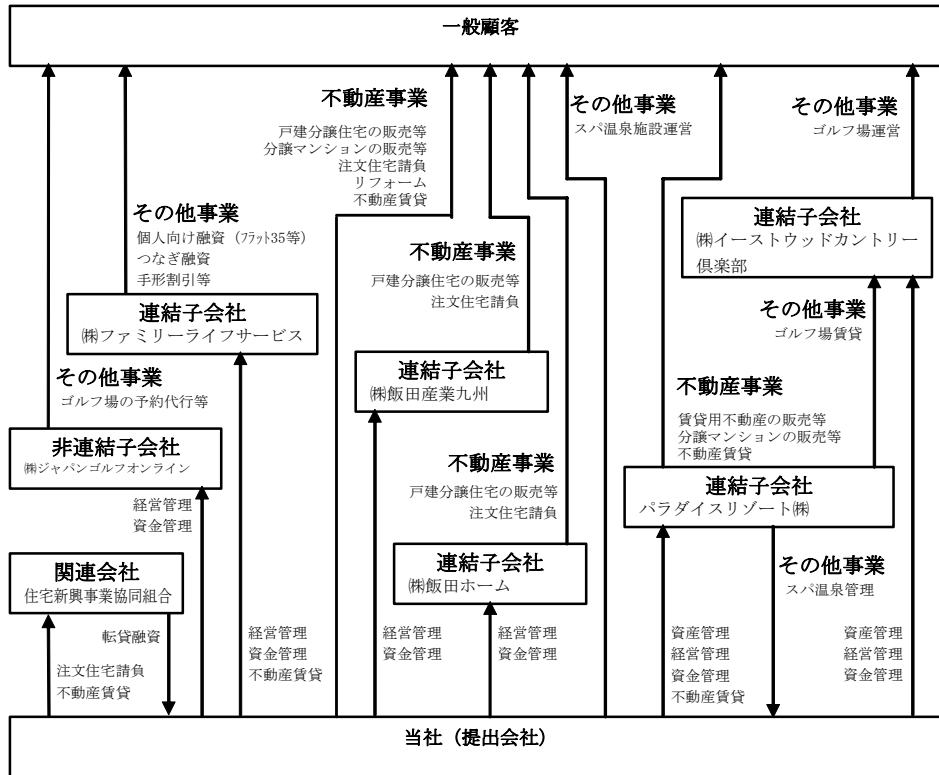 一般顧客
不動産事業
戸建分譲住宅の販売等
分譲マンションの販売等
注文住宅請負
リフォーム
不動産賃貸
その他事業
スパ温泉施設運営
その他事業
ゴルフ場運営
その他事業
個人向け融資（フラット35等）
つなぎ融資
手形割引等
連結子会社
㈱ファミリーライフサービス
連結子会社
㈱イーストウッドカントリー
倶楽部
不動産事業
戸建分譲住宅の販売等
注文住宅請負
その他事業
ゴルフ場賃貸
連結子会社
㈱飯田産業九州
その他事業
ゴルフ場の予約代行等
不動産事業
賃貸用不動産の販売等
分譲マンションの販売等
不動産賃貸
非連結子会社
㈱ジャパンゴルフオンライン
不動産事業
戸建分譲住宅の販売等
注文住宅請負
連結子会社
パラダイスリゾート㈱
経営管理
資金管理
関連会社
住宅新興事業協同組合
連結子会社
㈱飯田ホーム
その他事業
スパ温泉管理
転貸融資
注文住宅請負
不動産賃貸
経営管理
資金管理
不動産賃貸
経営管理
資金管理
経営管理
資金管理
資産管理
経営管理
資金管理
不動産賃貸
資産管理
経営管理
資金管理
当社（提出会社）